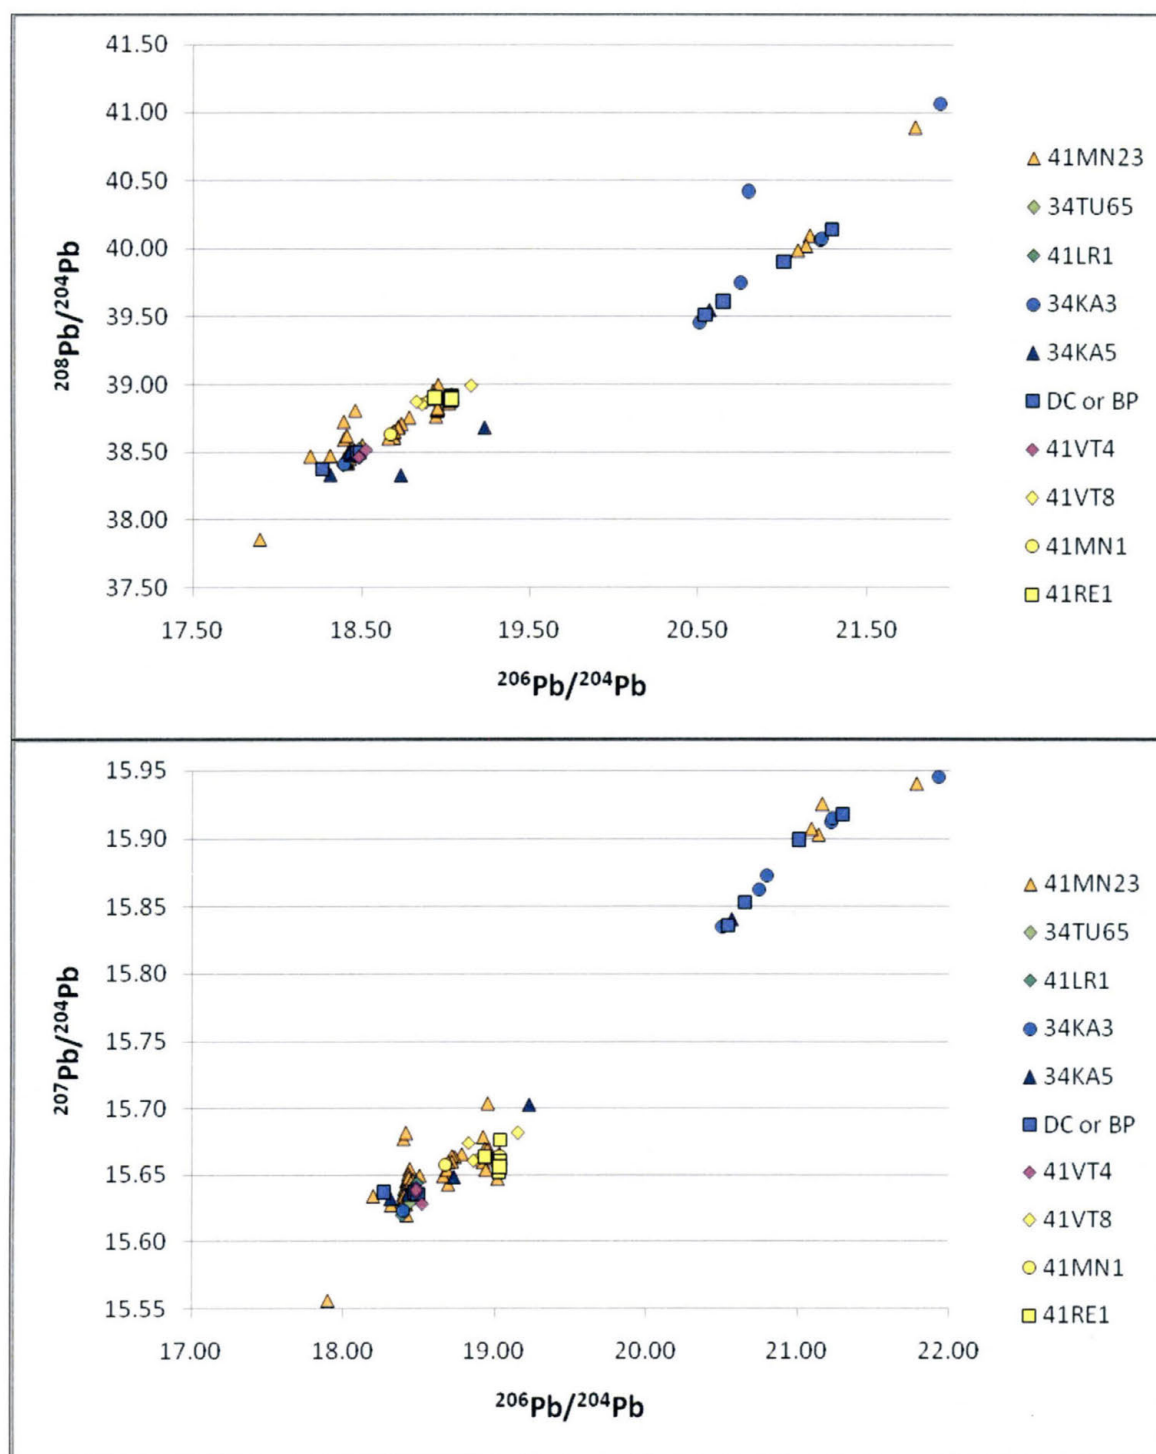 41.50
41.00
40.50
40.00
39.50
39.00
38.50
38.00
37.50
²⁰⁸Pb/²⁰⁴Pb
17.50 18.50 19.50 20.50 21.50
²⁰⁶Pb/²⁰⁴Pb
41MN23
34TU65
41LR1
34KA3
34KA5
DC or BP
41VT4
41VT8
41MN1
41RE1
15.95
15.90
15.85
15.80
15.75
15.70
15.65
15.60
15.55
²⁰⁷Pb/²⁰⁴Pb
17.00 18.00 19.00 20.00 21.00 22.00
²⁰⁶Pb/²⁰⁴Pb
41MN23
34TU65
41LR1
34KA3
34KA5
DC or BP
41VT4
41VT8
41MN1
41RE1